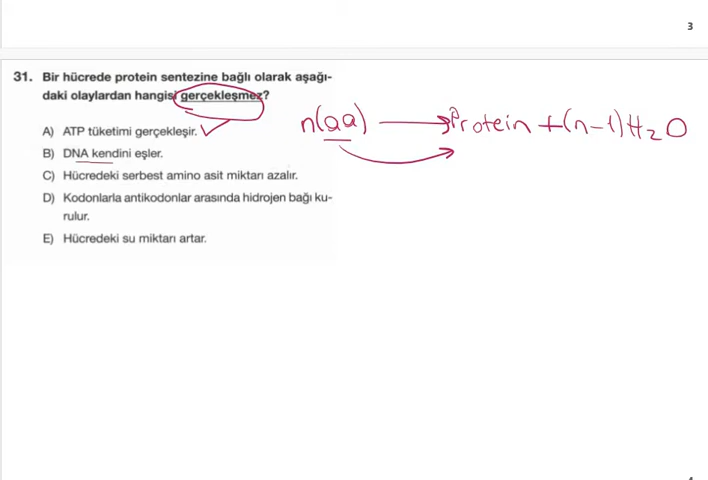 3
31. Bir hücrede protein sentezine bağlı olarak aşağı-
daki olaylardan hangisi gerçekleşmez?
n(aa) → Protein + (n-1) H₂O
A) ATP tüketimi gerçekleşir.
B) DNA kendini eşler.
C) Hücredeki serbest amino asit miktarı azalır.
D) Kodonlarla antikodonlar arasında hidrojen bağı ku-
rulur.
E) Hücredeki su miktarı artar.